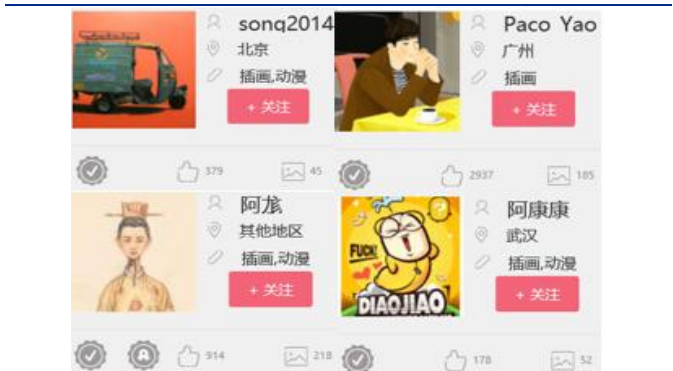 sonq2014
北京
插画,动漫
+ 关注
379
45
Paco Yao
广州
插画
+ 关注
2937
185
阿尨
其他地区
插画,动漫
+ 关注
A
914
218
FUCK!
DIAOJIAO
阿康康
武汉
插画,动漫
+ 关注
178
52